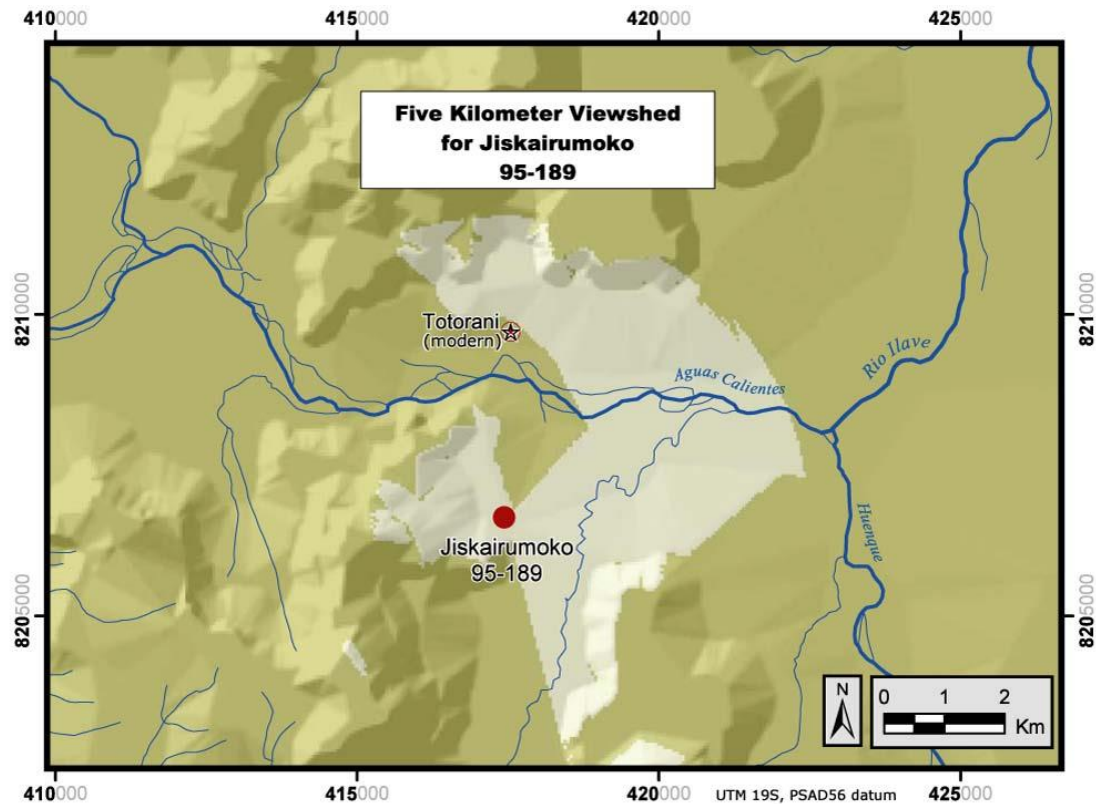 410000 415000 420000 425000
Five Kilometer Viewshed
for Jiskairumoko
95-189
8210000 8210000
Totorani
(modern)
Rio Ilave
Aguas Calientes
Jiskairumoko
95-189
Huenque
8205000 8205000
N
0 1 2
Km
410000 415000 420000 425000
UTM 19S, PSAD56 datum